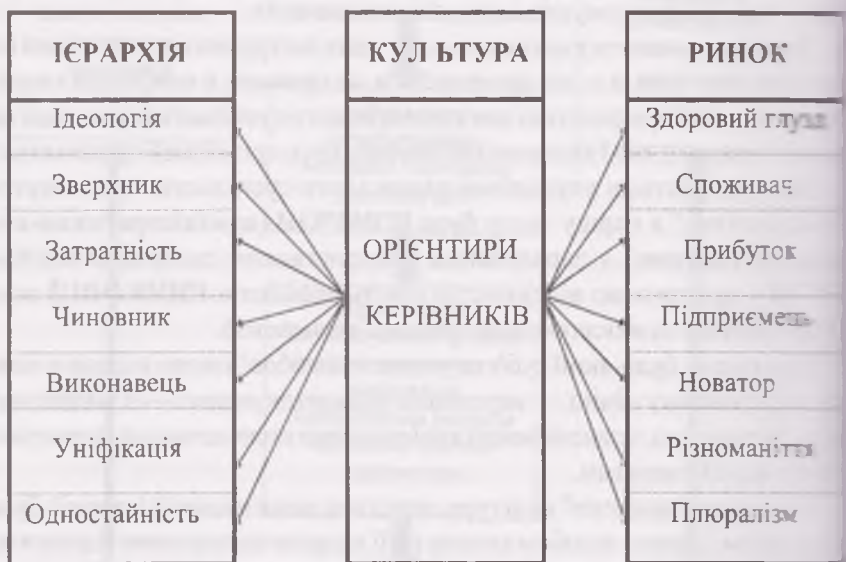 ІЄРАРХІЯ
КУЛЬТУРА
РИНОК
Ідеологія
Здоровий глузд
Зверхник
Споживач
Затратність
ОРІЄНТИРИ
Прибуток
Чиновник
КЕРІВНИКІВ
Підприємець
Виконавець
Новатор
Уніфікація
Різноманіття
Одностайність
Плюралізм